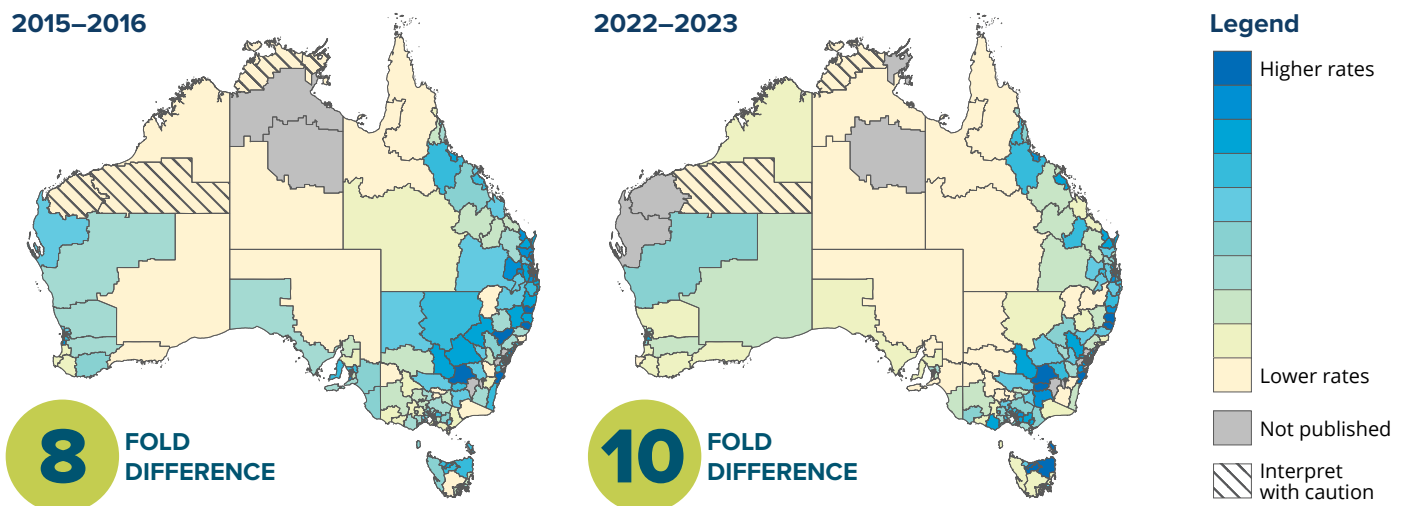 2015–2016
8
FOLD
DIFFERENCE
2022–2023
10
FOLD
DIFFERENCE
Legend
Higher rates
Lower rates
Not published
Interpret
with caution